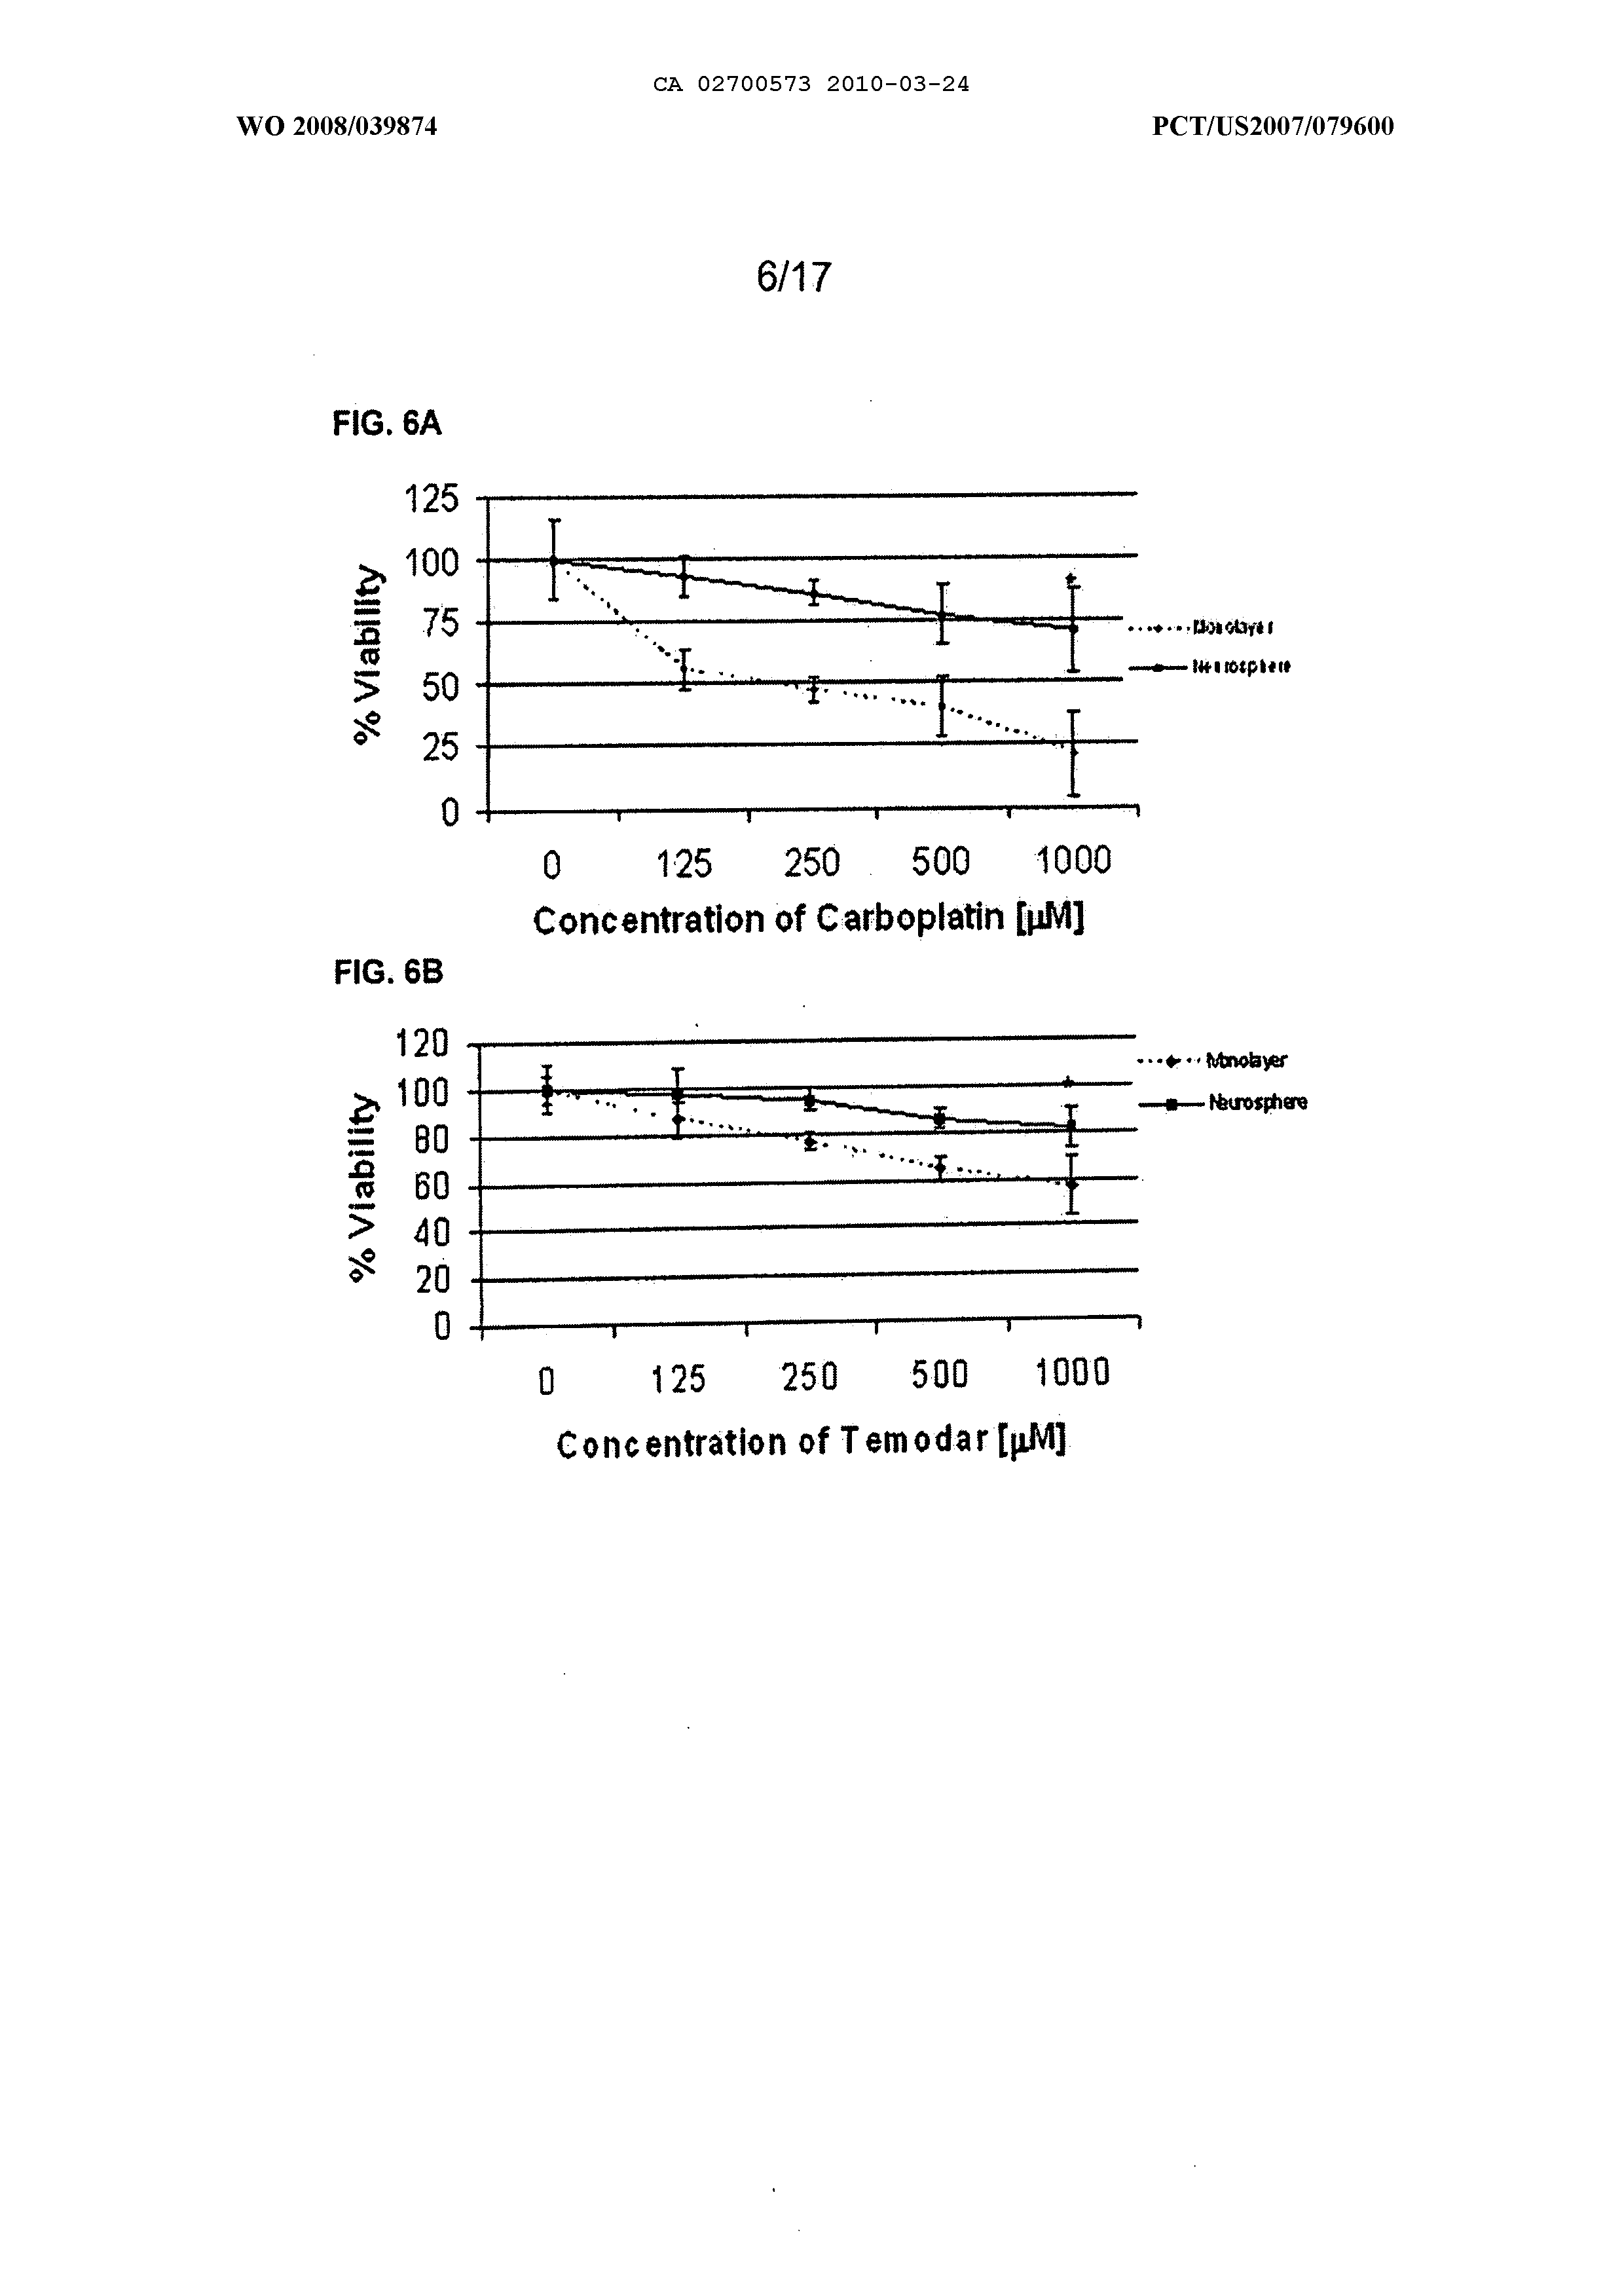 CA 02700573 2010-03-24
WO 2008/039874 PCT/US2007/079600
6/17
FIG. 6A
125
100
75
50
25
0
% Viability
*
Monolayer
Neurosphere
0 125 250 500 1000
Concentration of Carboplatin [µM]
FIG. 6B
120
100
80
60
40
20
0
% Viability
*
Monolayer
Neurosphere
0 125 250 500 1000
Concentration of Temodar [µM]